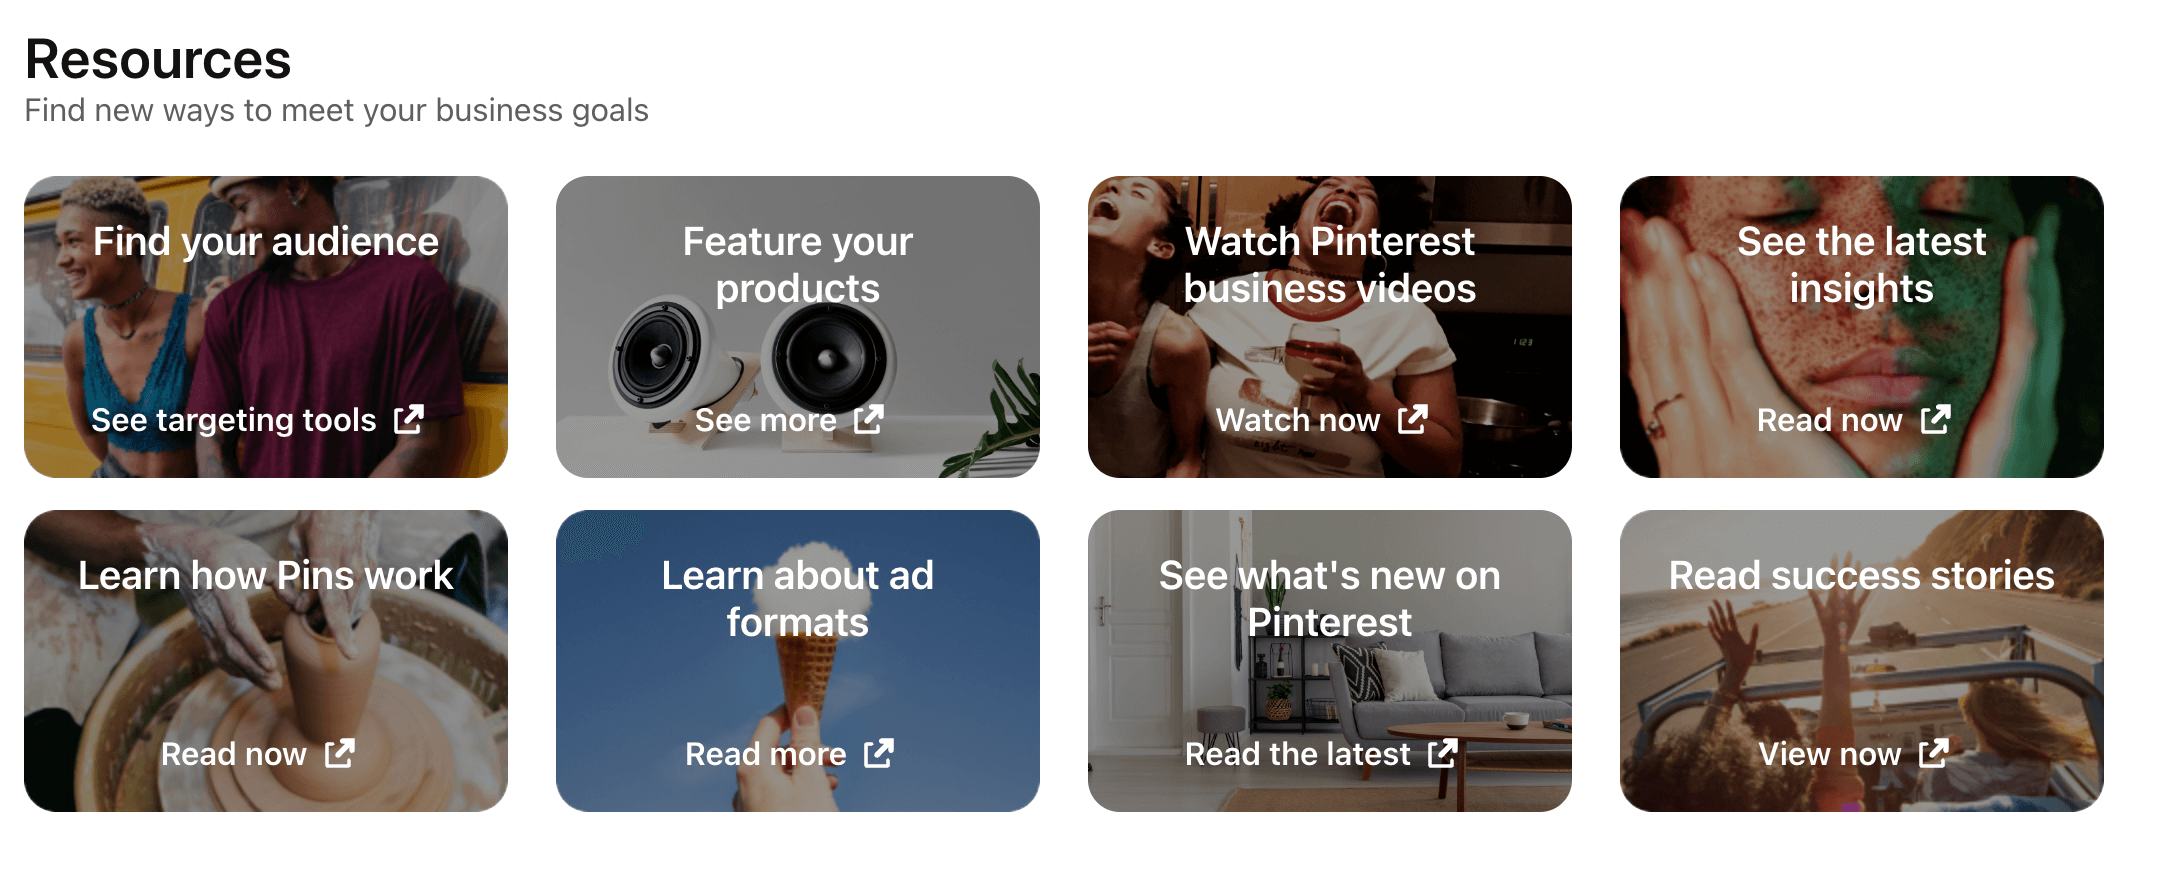 Resources
Find new ways to meet your business goals
Find your audience
See targeting tools
Feature your
products
See more
Watch Pinterest
business videos
Watch now
See the latest
insights
Read now
Learn how Pins work
Read now
Learn about ad
formats
Read more
See what's new on
Pinterest
Read the latest
Read success stories
View now